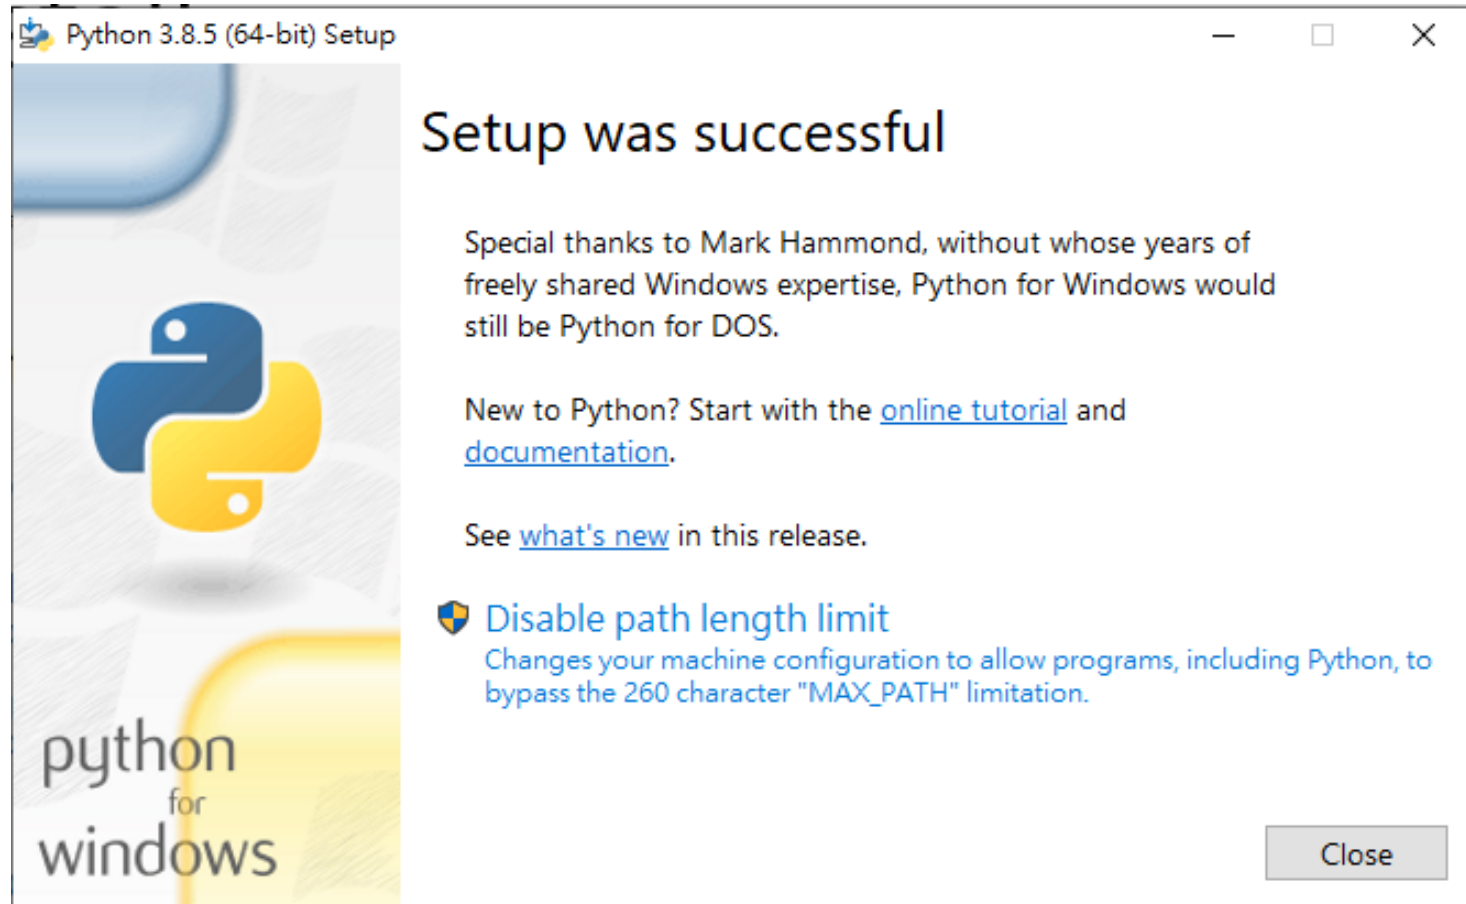 Python 3.8.5 (64-bit) Setup
Setup was successful
Special thanks to Mark Hammond, without whose years of
freely shared Windows expertise, Python for Windows would
still be Python for DOS.
New to Python? Start with the online tutorial and
documentation.
See what's new in this release.
Disable path length limit
Changes your machine configuration to allow programs, including Python, to
bypass the 260 character "MAX_PATH" limitation.
python
for
windows
Close